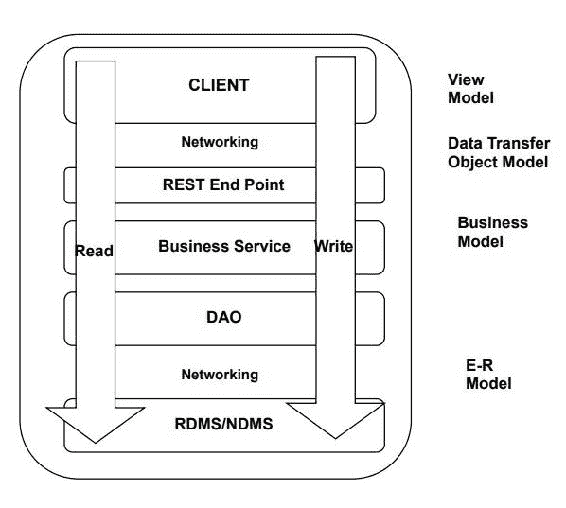 CLIENT
View
Model
Networking
Data Transfer
Object Model
REST End Point
Business
Model
Read
Business Service
Write
DAO
Networking
E-R
Model
RDMS/NDMS